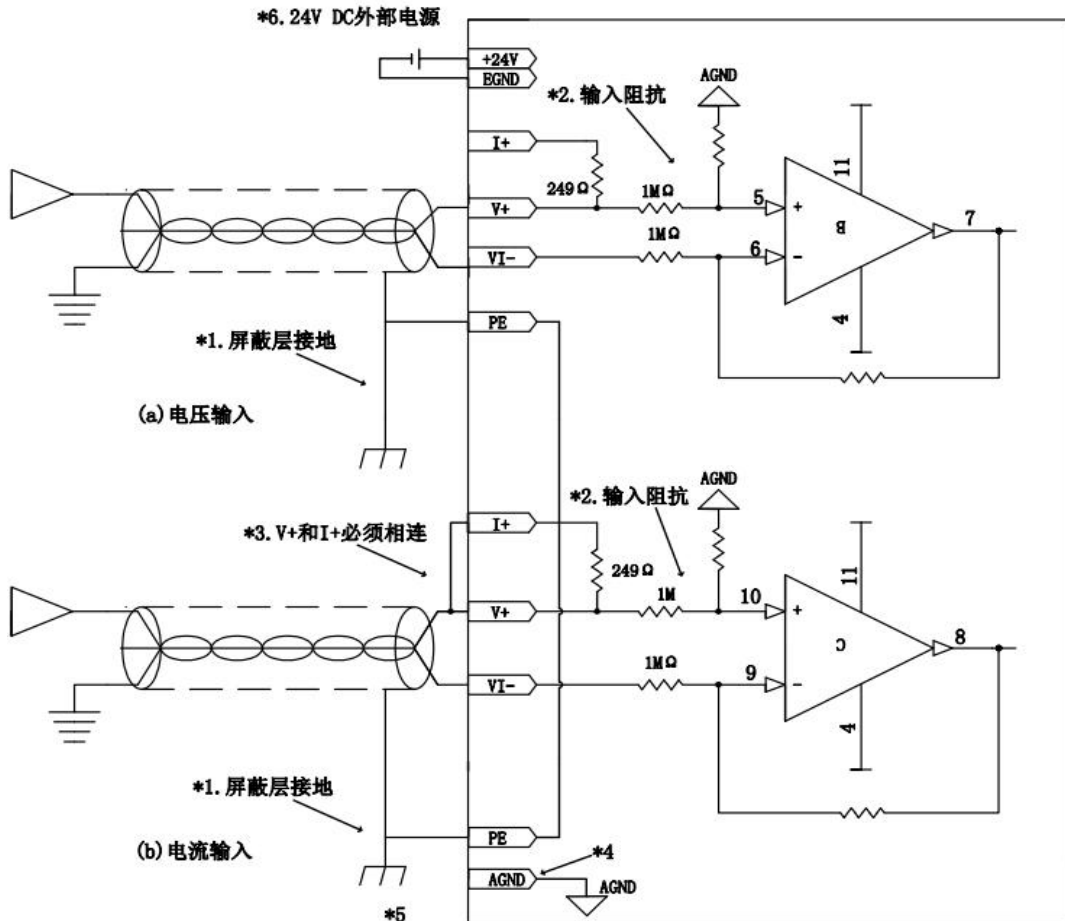 *6.24V DC外部电源
+24V
EGND
AGND
*2.输入阻抗
I+
249Ω
1MΩ
V+
5
+
B
11
7
1MΩ
VI-
6
-
4
PE
*1.屏蔽层接地
(a)电压输入
AGND
*2.输入阻抗
I+
*3.V+和I+必须相连
249Ω
1M
V+
10
+
C
11
8
1MΩ
VI-
9
-
4
*1.屏蔽层接地
PE
(b)电流输入
*4
AGND
AGND
*5